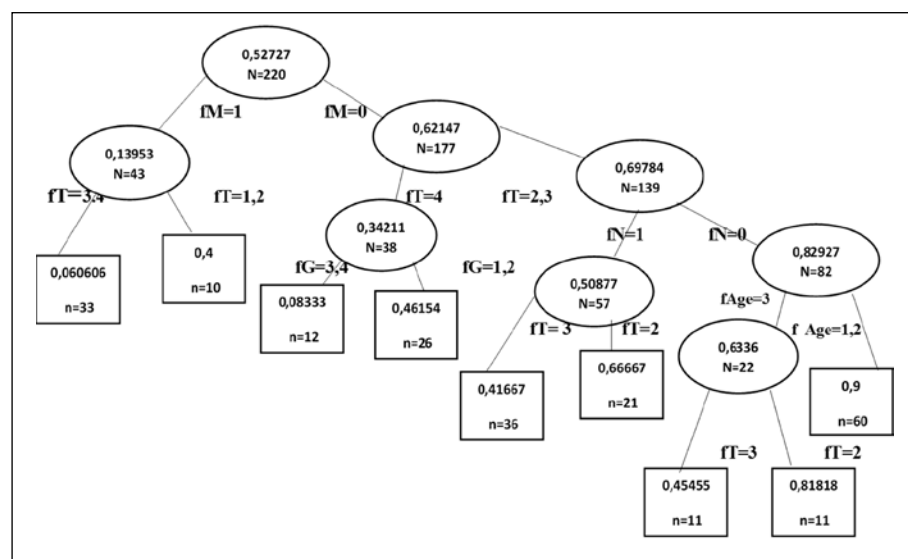 0,52727
N=220
fM=1
fM=0
0,62147
N=177
0,13953
N=43
0,69784
N=139
fT=3,4
fT=1,2
fT=4
fT=2,3
0,34211
N=38
fN=1
fN=0
0,82927
N=82
0,060606
n=33
0,4
n=10
fG=3,4
fG=1,2
0,50877
N=57
fAge=3
f Age=1,2
0,08333
n=12
0,46154
n=26
fT= 3
fT=2
0,6336
N=22
0,41667
n=36
0,66667
n=21
0,9
n=60
fT=3
fT=2
0,45455
n=11
0,81818
n=11